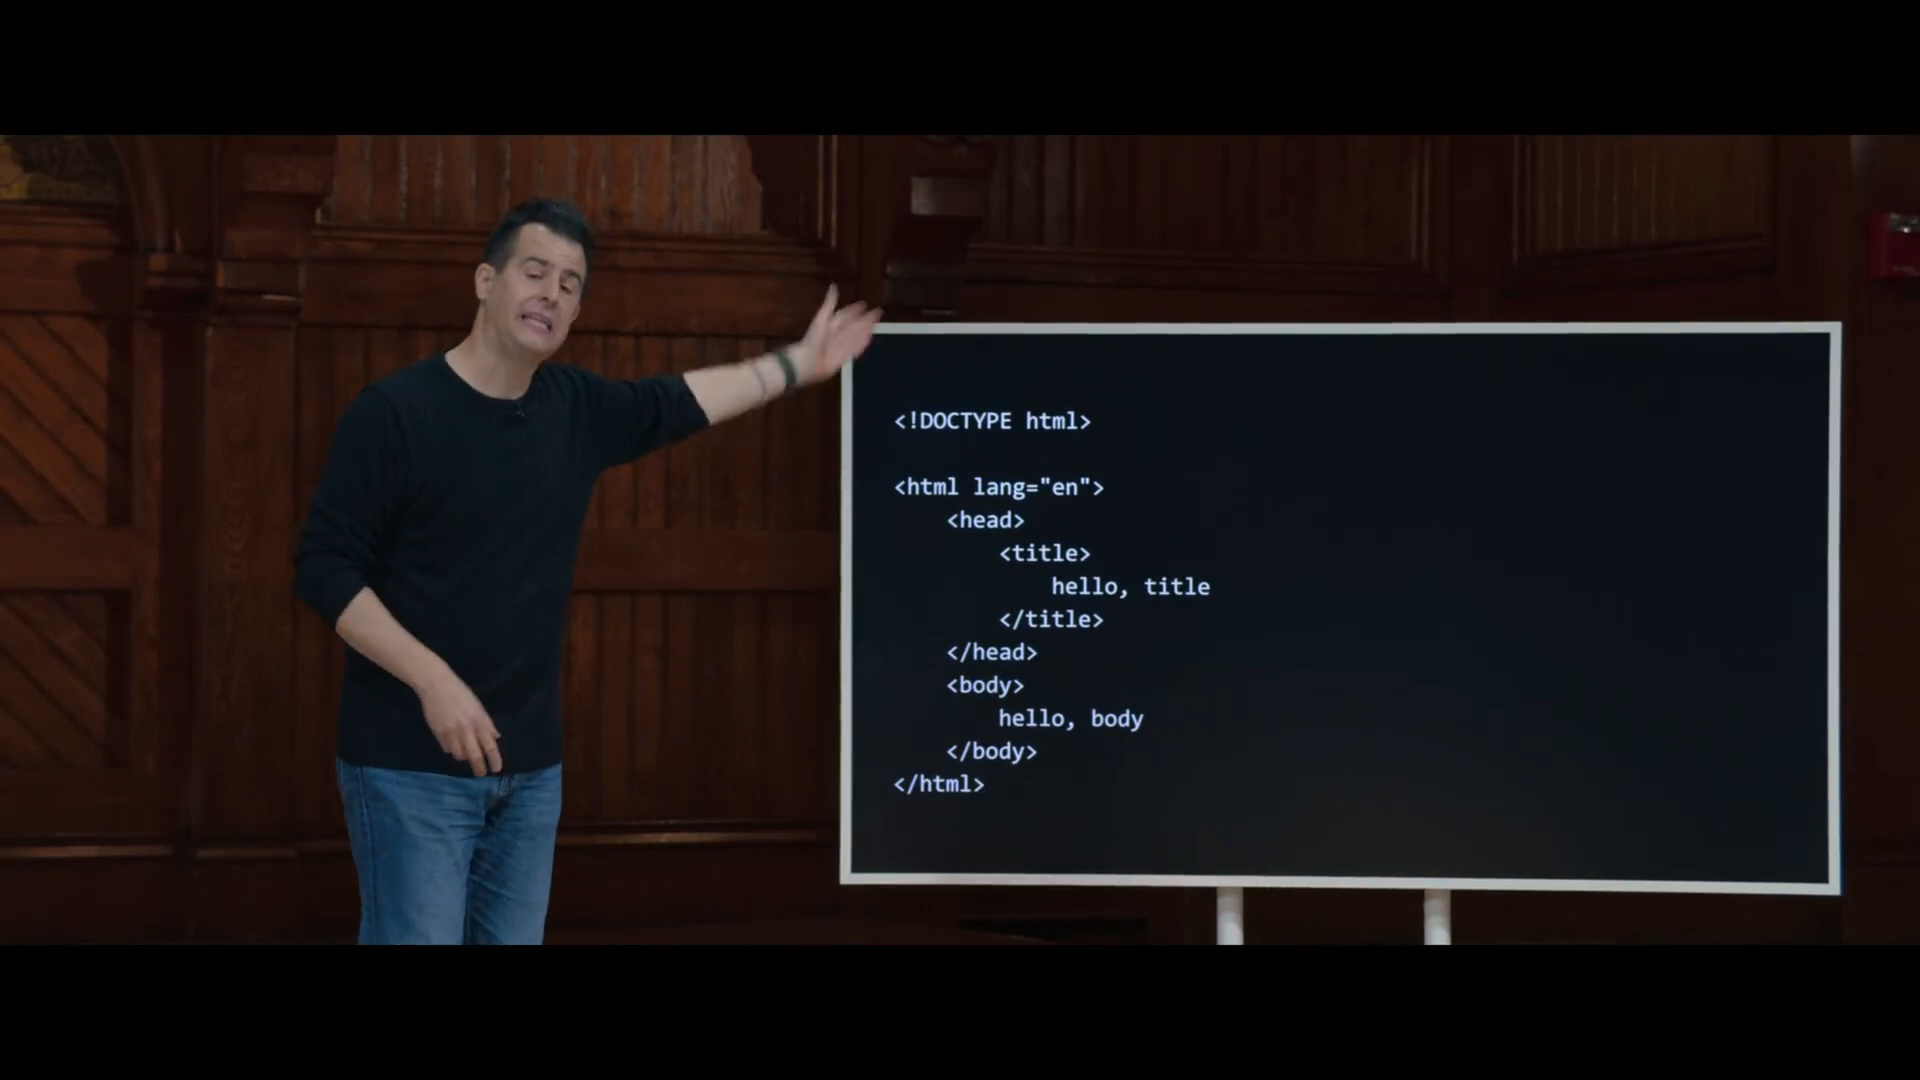 <!DOCTYPE html>
<html lang="en">
<head>
<title>
hello, title
</title>
</head>
<body>
hello, body
</body>
</html>